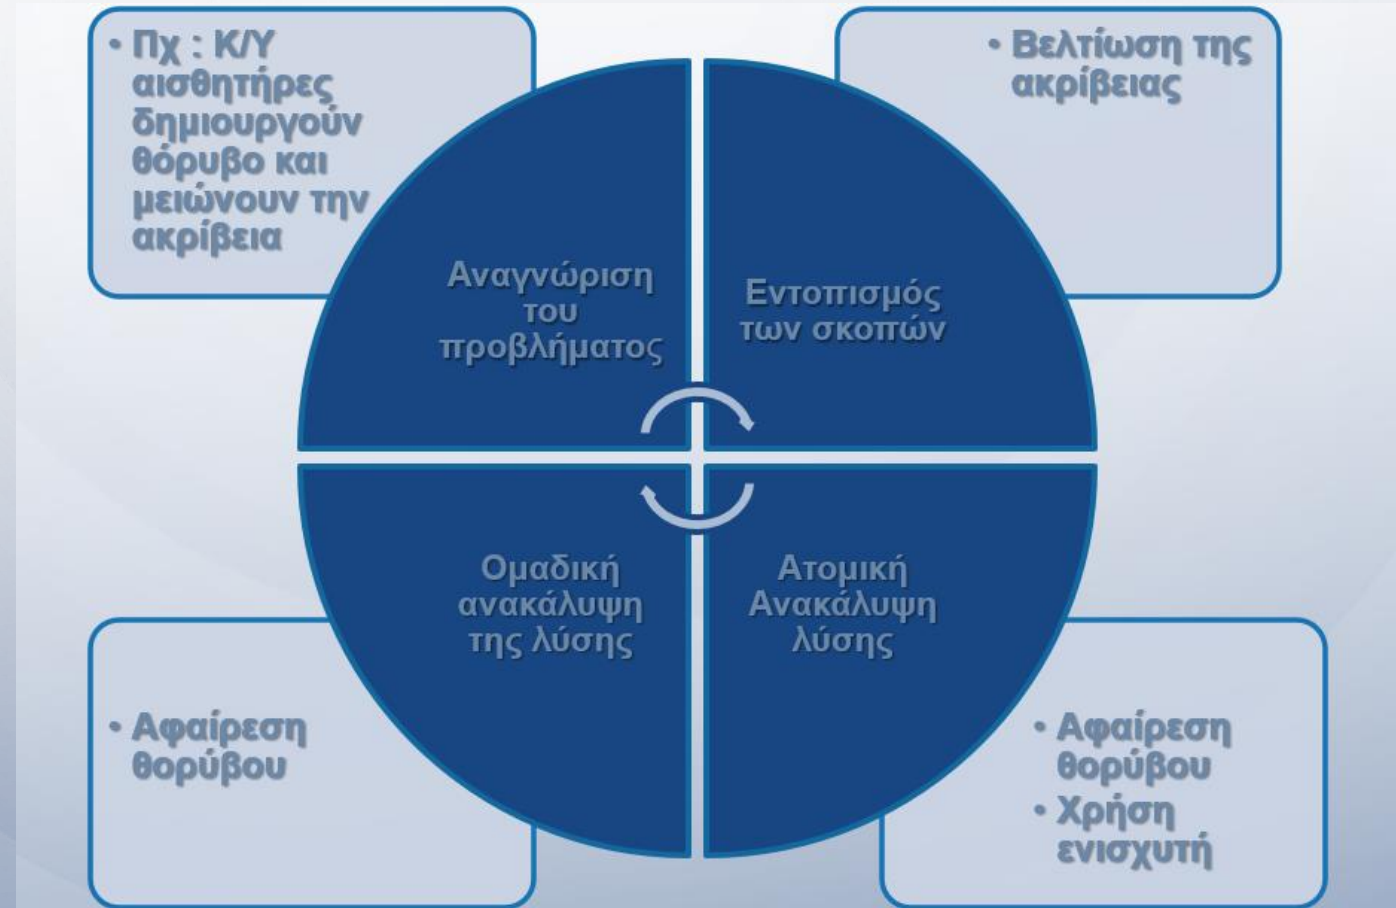 • Πχ : Κ/Υ
αισθητήρες
δημιουργούν
θόρυβο και
μειώνουν την
ακρίβεια
• Βελτίωση της
ακρίβειας
Αναγνώριση
του
προβλήματος
Εντοπισμός
των σκοπών
Ομαδική
ανακάλυψη
της λύσης
Ατομική
Ανακάλυψη
λύσης
• Αφαίρεση
θορύβου
• Αφαίρεση
θορύβου
• Χρήση
ενισχυτή